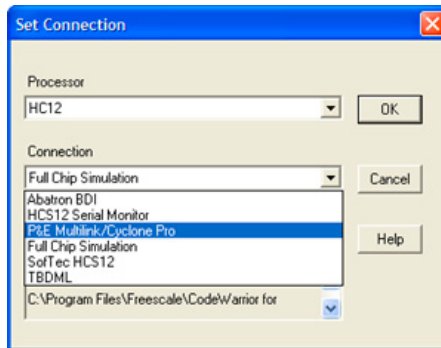 Set Connection
Processor
HC12
OK
Connection
Full Chip Simulation
Cancel
Abatron BDI
HCS12 Serial Monitor
P&E Multilink/Cyclone Pro
Full Chip Simulation
Help
SofTec HCS12
TBDML
C:\Program Files\Freescale\CodeWarrior for